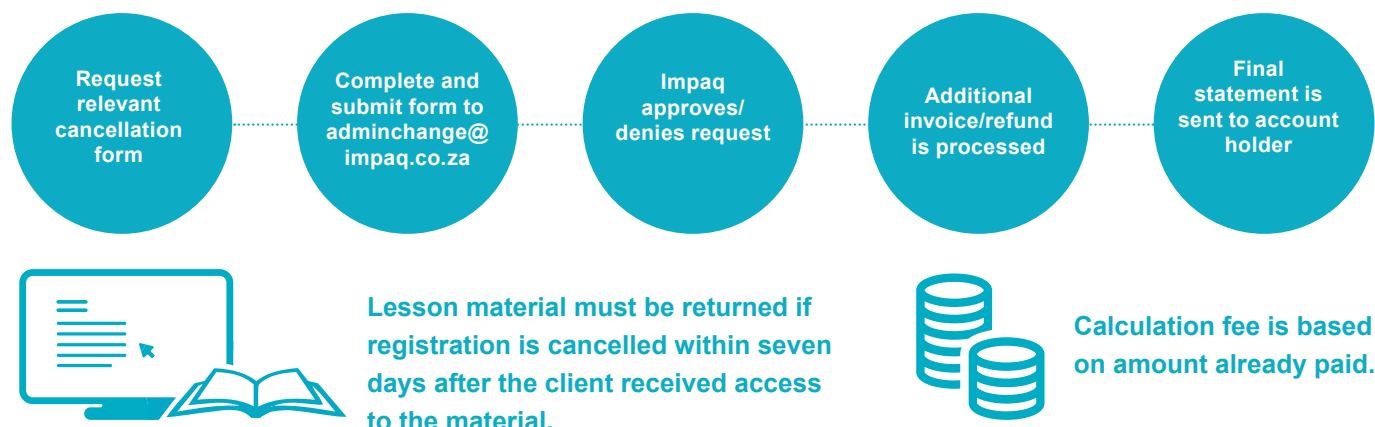 Request
relevant
cancellation
form
Complete and
submit form to
adminchange@
impaq.co.za
Impaq
approves/
denies request
Additional
invoice/refund
is processed
Final
statement is
sent to account
holder
Lesson material must be returned if
registration is cancelled within seven
days after the client received access
to the material.
Calculation fee is based
on amount already paid.